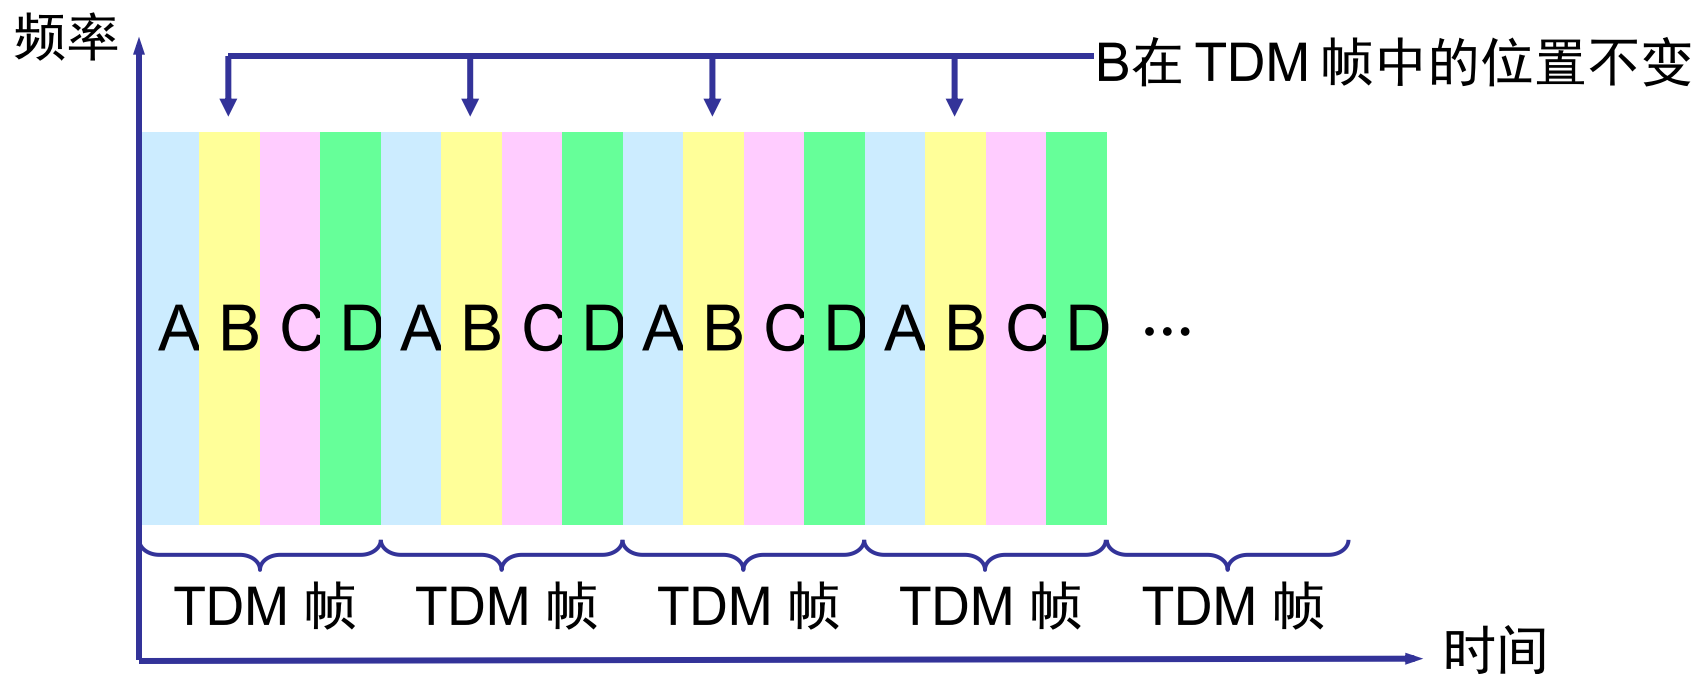 频率
B在 TDM 帧中的位置不变
A B C D A B C D A B C D A B C D ···
TDM 帧 TDM 帧 TDM 帧 TDM 帧 TDM 帧
时间